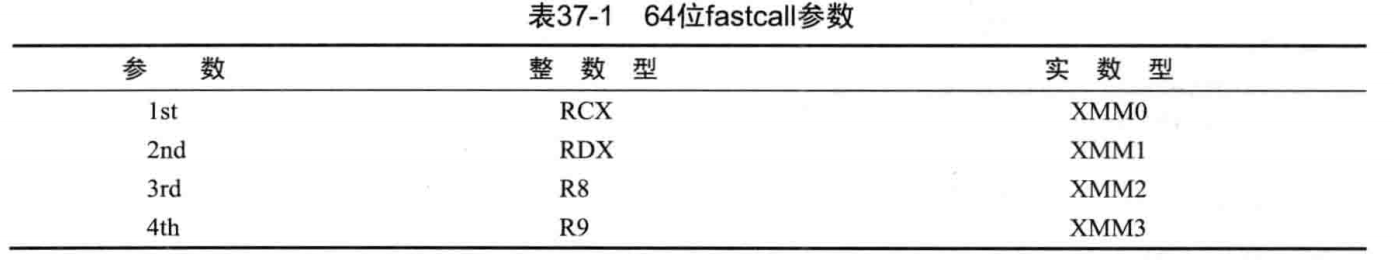 表37-1 64位fastcall参数
参 数 整 数 型 实 数 型
1st RCX XMM0
2nd RDX XMM1
3rd R8 XMM2
4th R9 XMM3